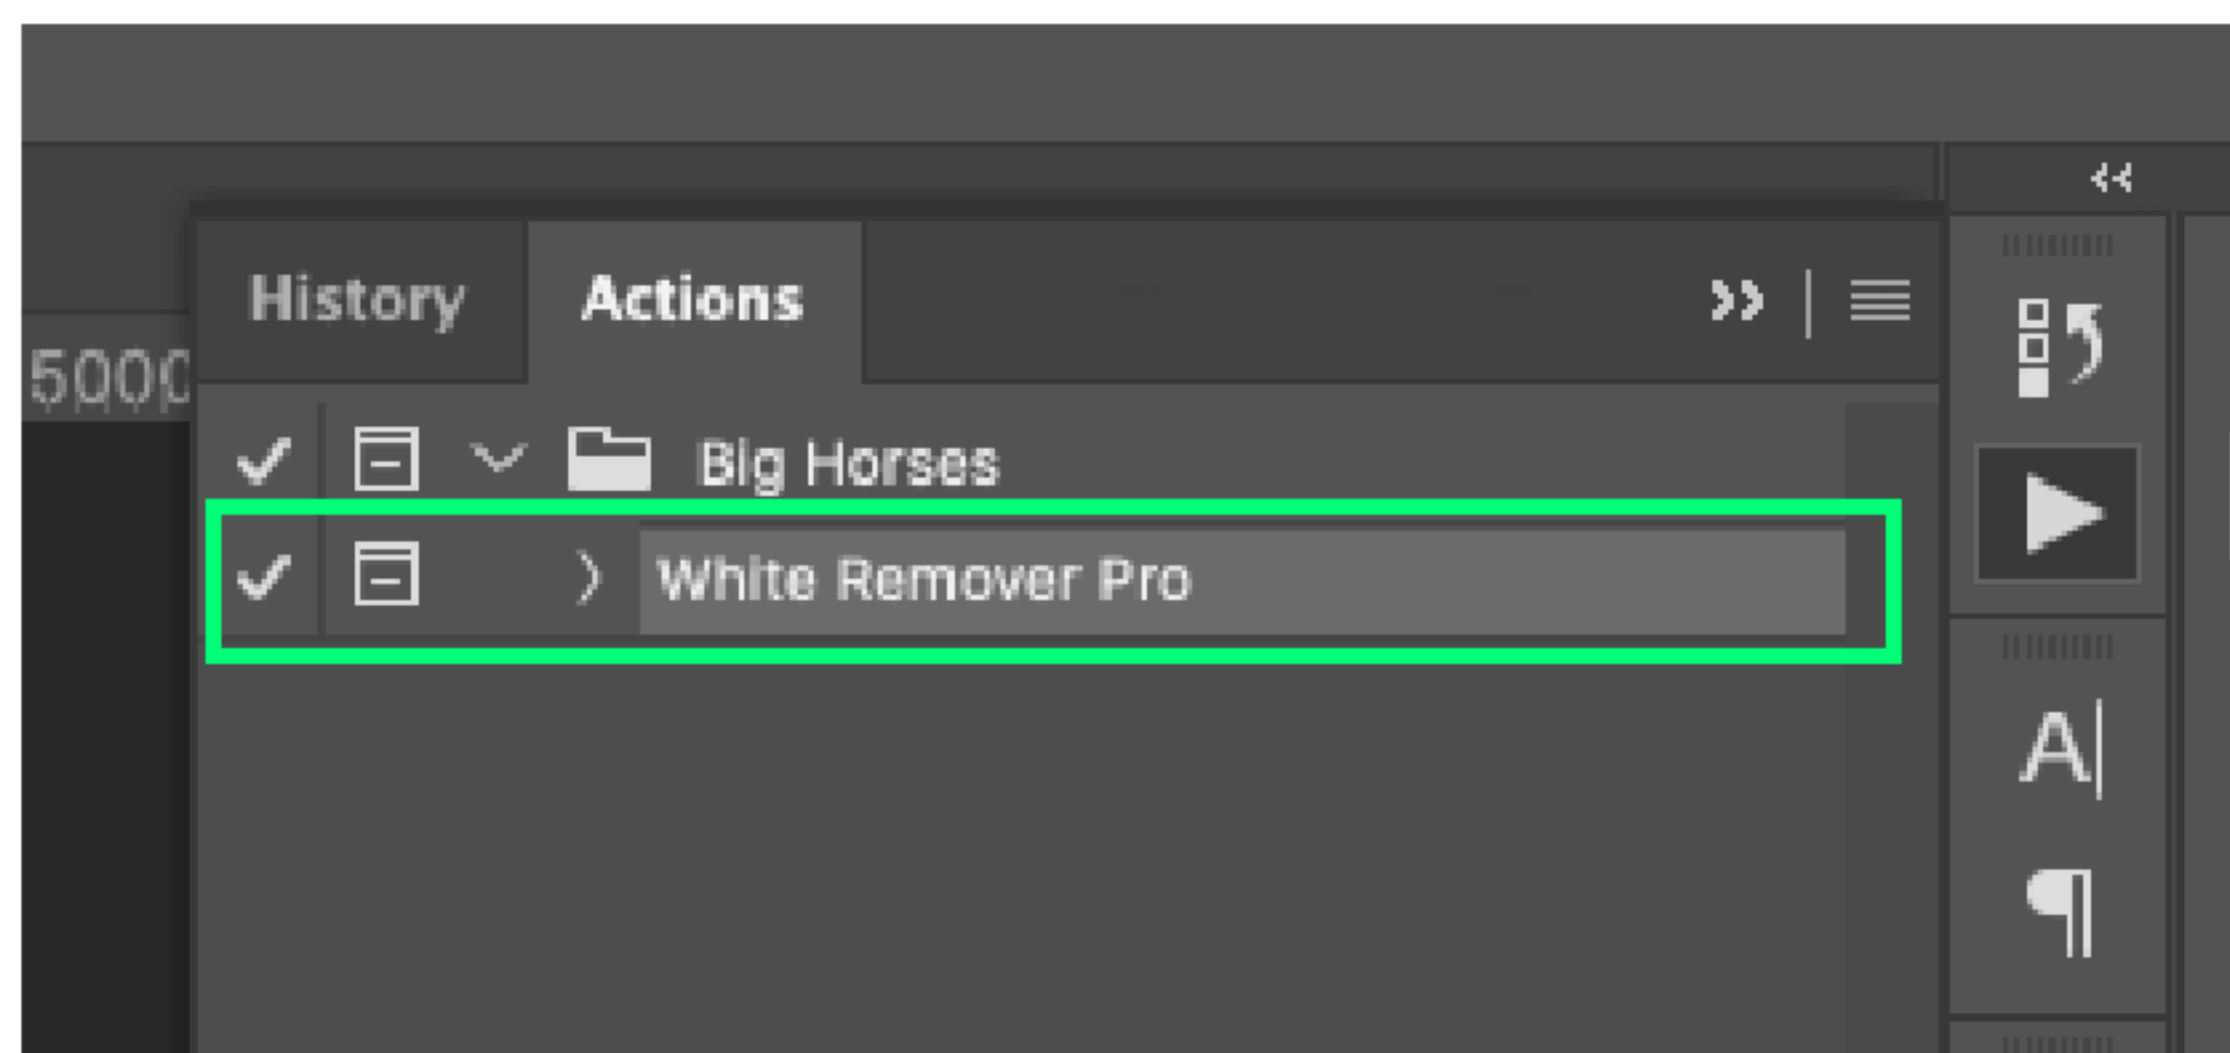 History Actions
5000
Big Horses
White Remover Pro
A
¶